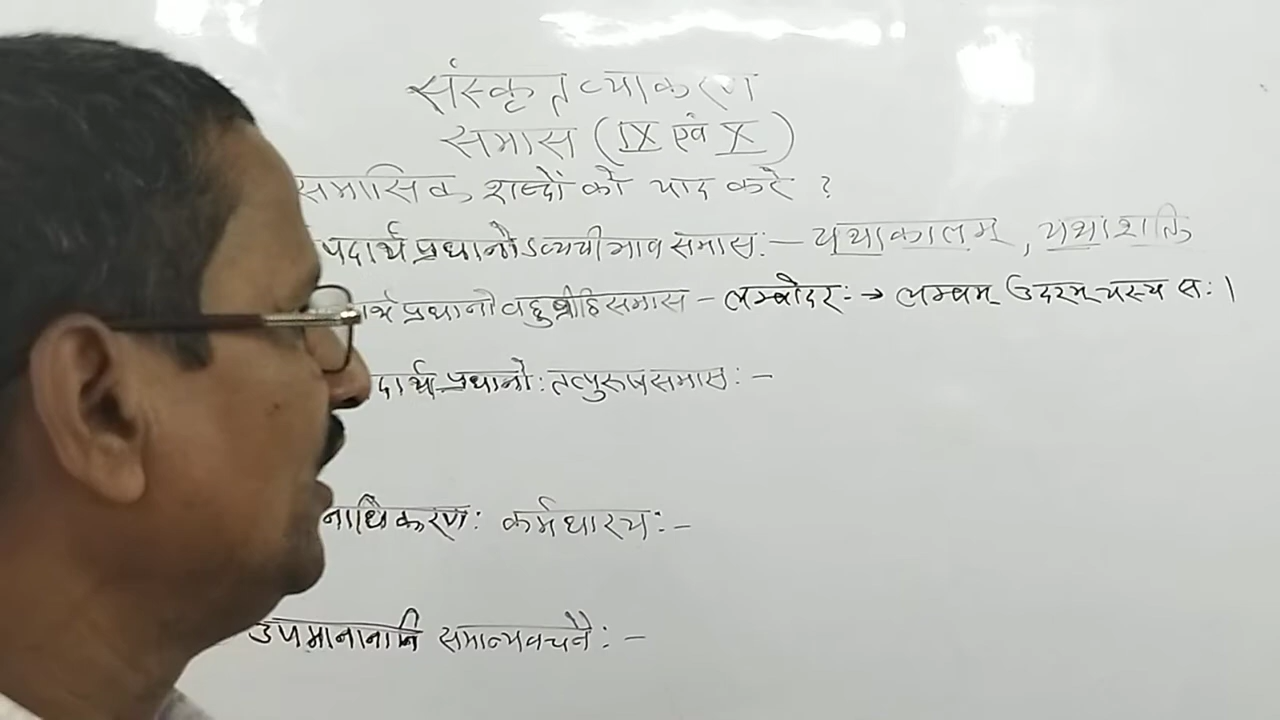 संस्कृत व्याकरण
समास (IX एवं X)
समासिक शब्दों को याद करे ?
पदार्थ प्रधानोऽव्ययीभाव समास: - यथाकालम् , यथाशक्ति
र्थ प्रधानो वहुब्रीहि समास - लम्बोदर: → लम्बम् उदरम् यस्य स: ।
दार्थ प्रधानो: तत्पुरुष समास: -
नाधिकरण: कर्मधारय: -
उपमानानि समान्यवचनै: -